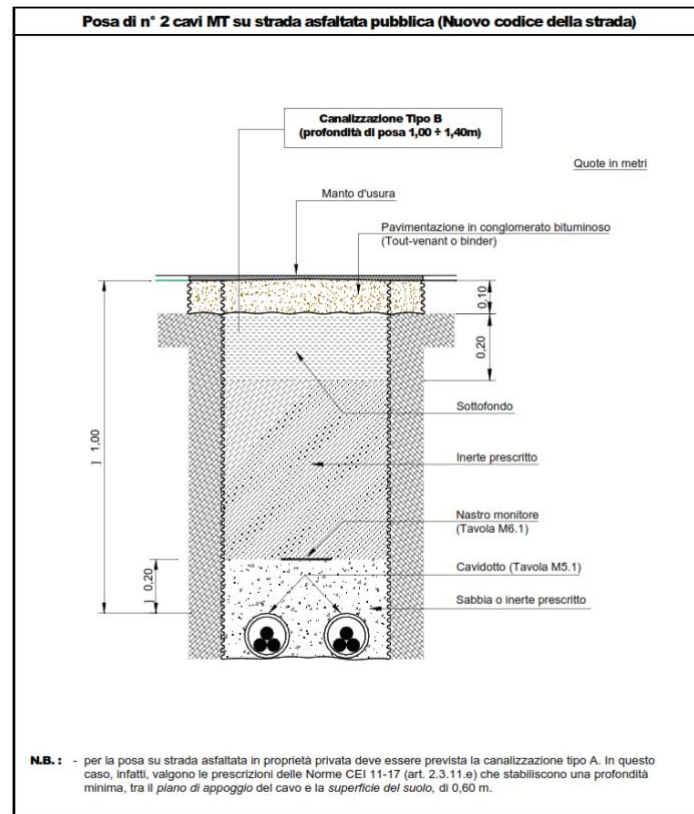 Posa di n° 2 cavi MT su strada asfaltata pubblica (Nuovo codice della strada)
Canalizzazione Tipo B
(profondità di posa 1,00 ÷ 1,40m)
Quote in metri
Manto d'usura
Pavimentazione in conglomerato bituminoso
(Tout-venant o binder)
0,10
0,20
Sottofondo
] 1,00
Inerte prescritto
Nastro monitore
(Tavola M6.1)
] 0,20
Cavidotto (Tavola M5.1)
Sabbia o inerte prescritto
N.B. : - per la posa su strada asfaltata in proprietà privata deve essere prevista la canalizzazione tipo A. In questo
caso, infatti, valgono le prescrizioni delle Norme CEI 11-17 (art. 2.3.11.e) che stabiliscono una profondità
minima, tra il piano di appoggio del cavo e la superficie del suolo, di 0,60 m.